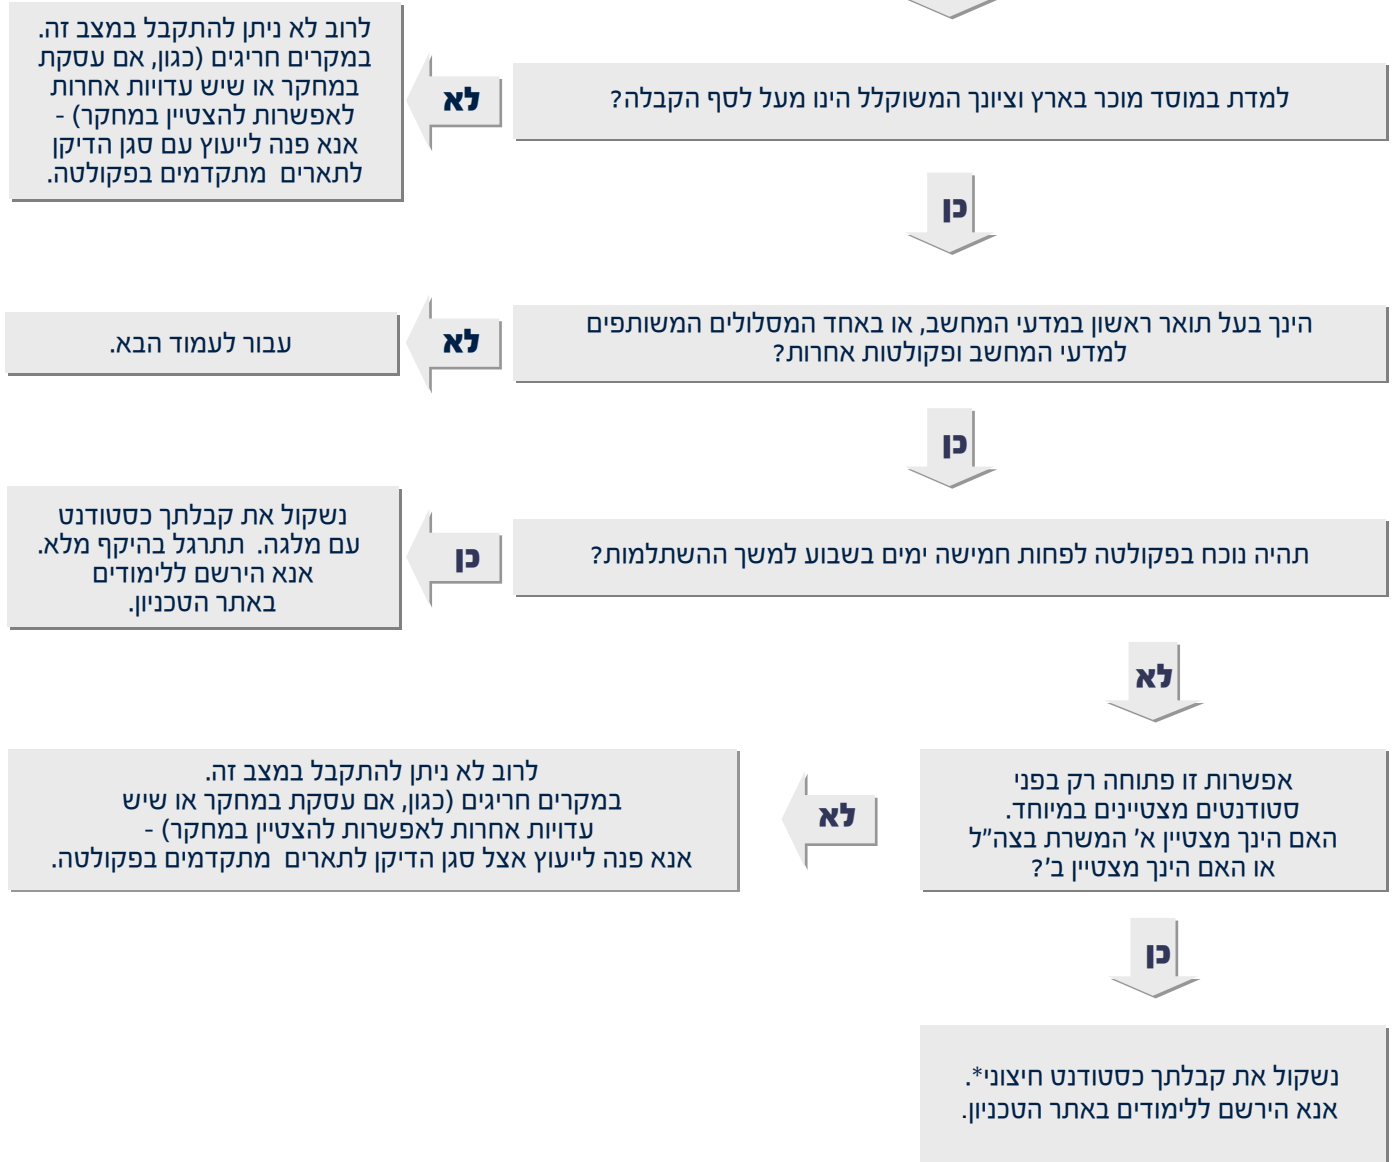 למדת במוסד מוכר בארץ וציונך המשוקלל הינו מעל לסף הקבלה?
לא
לרוב לא ניתן להתקבל במצב זה.
במקרים חריגים (כגון, אם עסקת
במחקר או שיש עדויות אחרות
לאפשרות להצטיין במחקר) -
אנא פנה לייעוץ עם סגן הדיקן
לתארים מתקדמים בפקולטה.
כן
הינך בעל תואר ראשון במדעי המחשב, או באחד המסלולים המשותפים
למדעי המחשב ופקולטות אחרות?
לא
עבור לעמוד הבא.
כן
תהיה נוכח בפקולטה לפחות חמישה ימים בשבוע למשך ההשתלמות?
כן
נשקול את קבלתך כסטודנט
עם מלגה. תתרגל בהיקף מלא.
אנא הירשם ללימודים
באתר הטכניון.
לא
אפשרות זו פתוחה רק בפני
סטודנטים מצטיינים במיוחד.
האם הינך מצטיין א' המשרת בצה"ל
או האם הינך מצטיין ב'?
לא
לרוב לא ניתן להתקבל במצב זה.
במקרים חריגים (כגון, אם עסקת במחקר או שיש
עדויות אחרות לאפשרות להצטיין במחקר) -
אנא פנה לייעוץ אצל סגן הדיקן לתארים מתקדמים בפקולטה.
כן
נשקול את קבלתך כסטודנט חיצוני*.
אנא הירשם ללימודים באתר הטכניון.